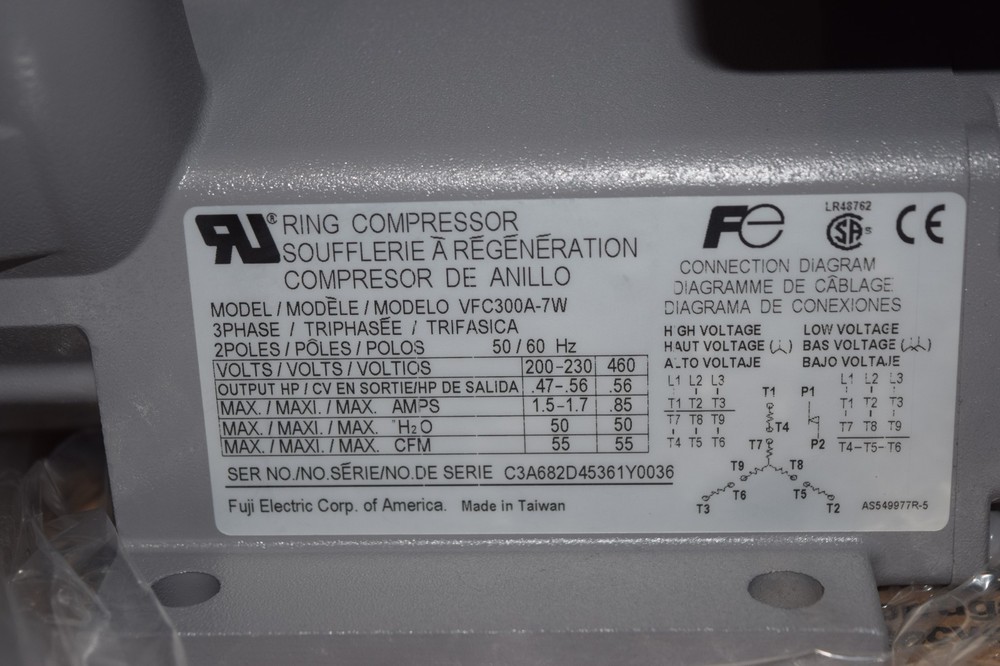 RU® RING COMPRESSOR
SOUFFLERIE À RÉGÉNÉRATION
COMPRESOR DE ANILLO
MODEL / MODÈLE / MODELO VFC300A-7W
3PHASE / TRIPHASÉE / TRIFASICA
2POLES / PÔLES / POLOS 50 / 60 Hz
VOLTS / VOLTS / VOLTIOS 200-230 460
OUTPUT HP / CV EN SORTIE/HP DE SALIDA .47-.56 .56
MAX. / MAXI. / MAX. AMPS 1.5-1.7 .85
MAX. / MAXI. / MAX. "H₂O 50 50
MAX. / MAXI. / MAX. CFM 55 55
SER NO./NO.SÉRIE/NO.DE SERIE C3A682D45361Y0036
Fuji Electric Corp. of America. Made in Taiwan
Fe LR48762 SA® CE
CONNECTION DIAGRAM
DIAGRAMME DE CÂBLAGE
DIAGRAMA DE CONEXIONES
H GH VOLTAGE LOW VOLTAGE
HAUT VOLTAGE BAS VOLTAGE
ALTO VOLTAJE BAJO VOLTAJE
L1 L2 L3 T1 P1 L1 L2 L3
T1 T2 T3 T1 T2 T3
T7 T8 T9 T4 T7 T8 T9
T4 T5 T6 T7 P2 T4-T5-T6
T9 T8
T6 T5
T3 T2
AS549977R-5